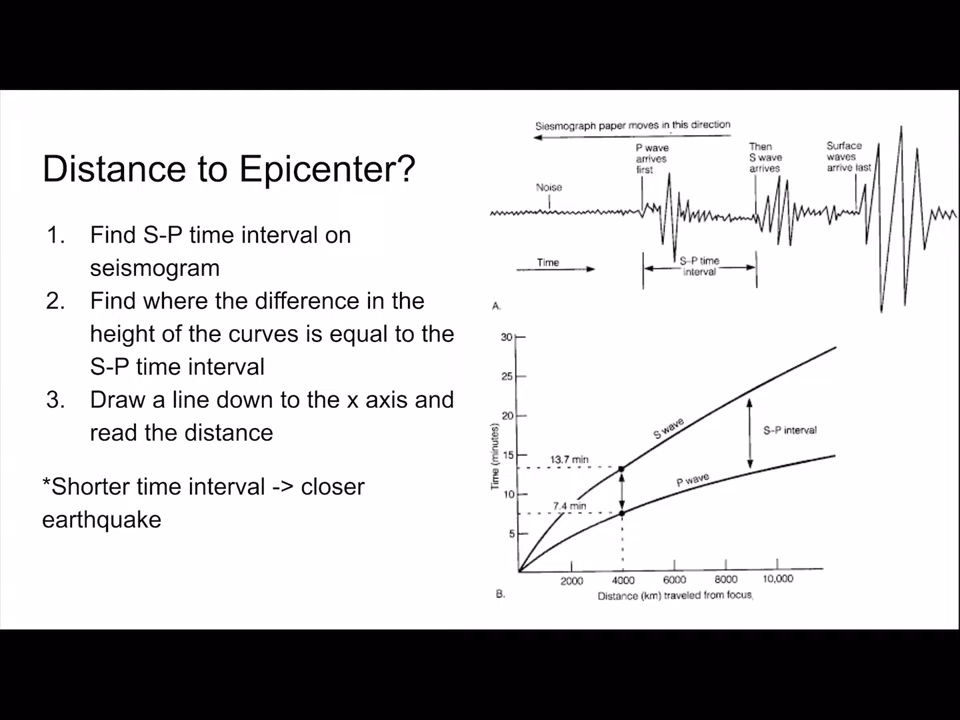 Distance to Epicenter?
1. Find S-P time interval on
seismogram
2. Find where the difference in the
height of the curves is equal to the
S-P time interval
3. Draw a line down to the x axis and
read the distance
*Shorter time interval -> closer
earthquake
Siesmograph paper moves in this direction
P wave
arrives
first
Then
S wave
arrives
Surface
waves
arrive last
Noise
Time
S-P time
interval
A.
30
25
20
15
10
5
Time (minutes)
13.7 min
7.4 min
S wave
P wave
S-P interval
2000
4000
6000
8000
10,000
Distance (km) traveled from focus,
B.